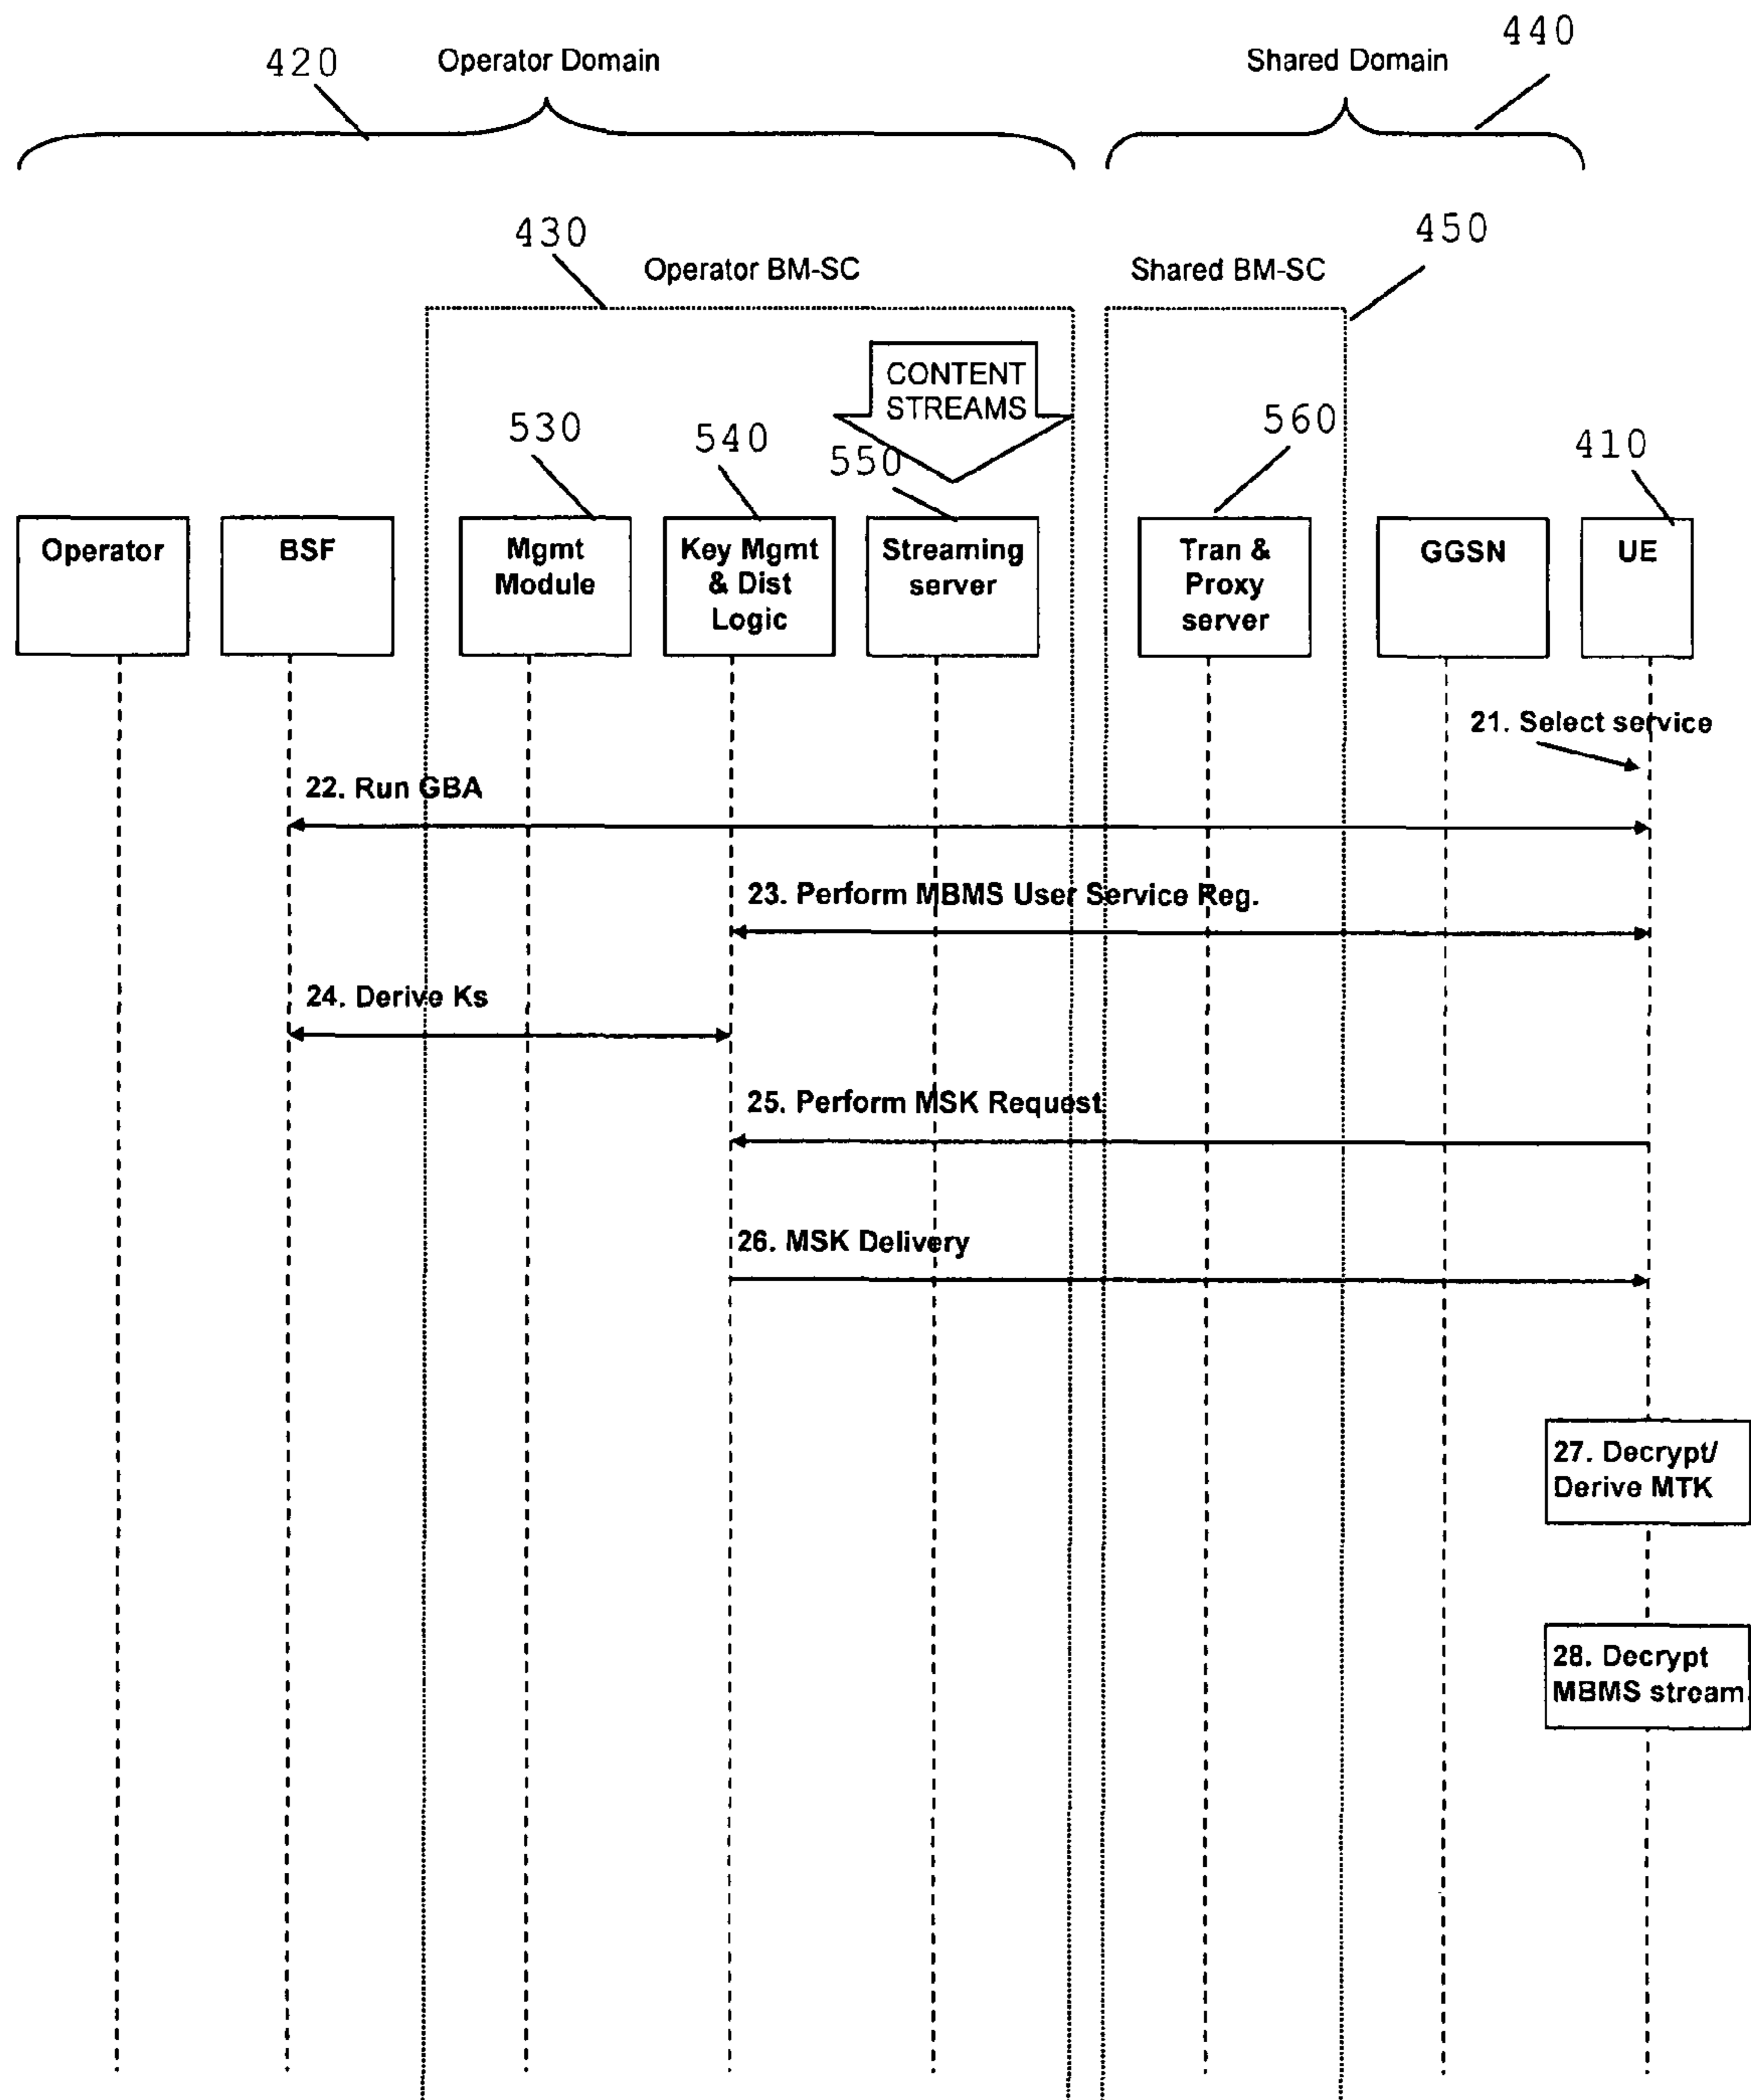 420
Operator Domain
Shared Domain
440
430
Operator BM-SC
Shared BM-SC
450
CONTENT
STREAMS
530
540
550
560
410
Operator
BSF
Mgmt
Module
Key Mgmt
& Dist
Logic
Streaming
server
Tran &
Proxy
server
GGSN
UE
21. Select service
22. Run GBA
23. Perform MBMS User Service Reg.
24. Derive Ks
25. Perform MSK Request
26. MSK Delivery
27. Decrypt/
Derive MTK
28. Decrypt
MBMS stream